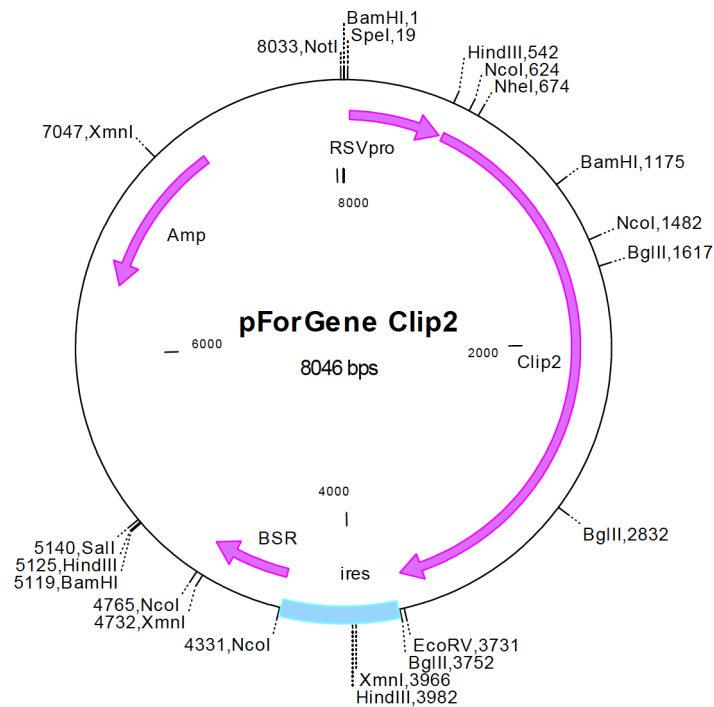 BamHI,1
SpeI,19
8033,NotI
HindIII,542
NcoI,624
NheI,674
7047,XmnI
RSVpro
BamHI,1175
8000
NcoI,1482
Amp
BglII,1617
pForGene Clip2
6000
2000
Clip2
8046 bps
4000
BglII,2832
BSR
5140,SalI
5125,HindIII
5119,BamHI
ires
4765,NcoI
4732,XmnI
4331,NcoI
EcoRV,3731
BglII,3752
XmnI,3966
HindIII,3982